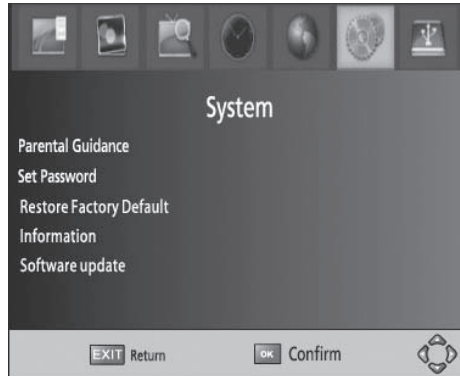 System
Parental Guidance
Set Password
Restore Factory Default
Information
Software update
EXIT Return OK Confirm